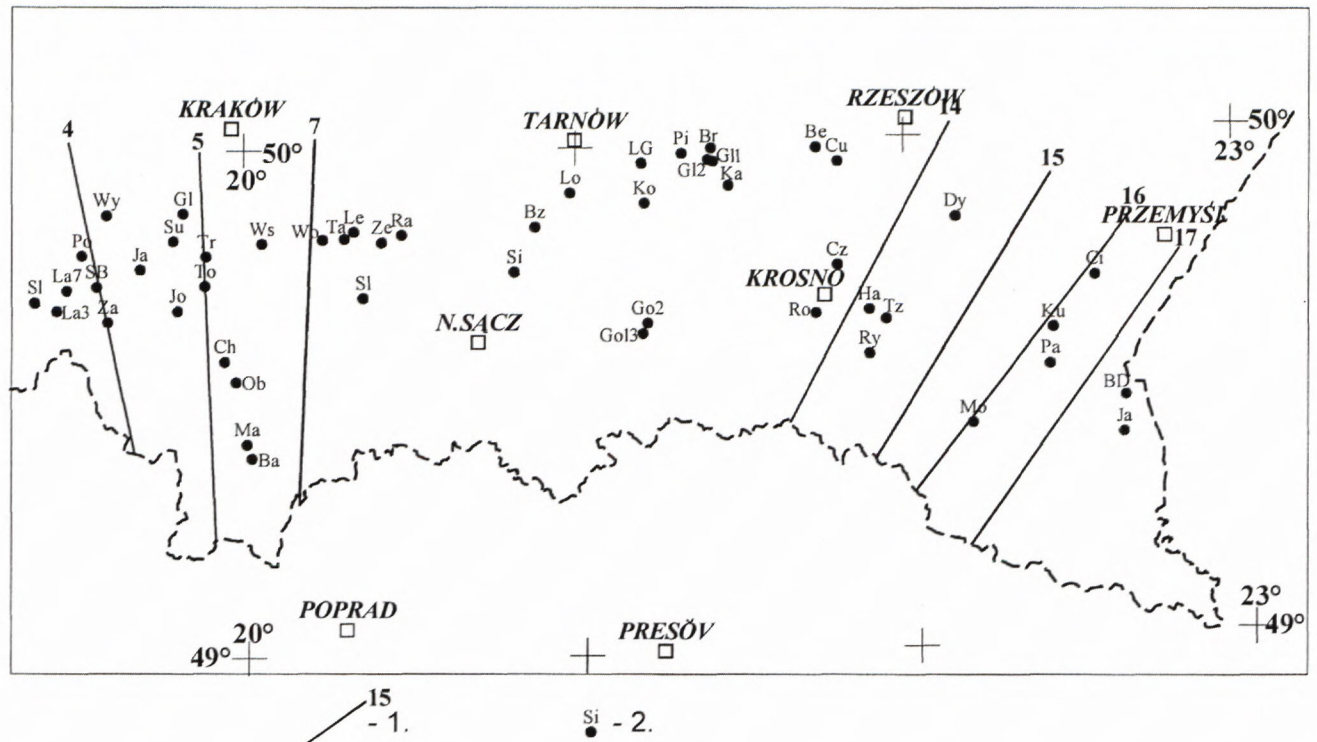 KRAKÓW
4 5 7
50°
20°
TARNÓW
RZESZÓW
14
15
16
17
50°
23°
PRZEMYŚL
Wy
Gl
Su
Po
Ja
Tr
Ws
Wo
Ta
Le
Ze
Ra
La7
SB
To
Sl
La3
Za
Jo
Sl
Ch
Ob
Ma
Ba
LG
Pi
Br
Gl2
Gl1
Ka
Lo
Ko
Bz
Si
Be
Cu
Dy
Cz
KROSNO
Ro
Ha
Tz
Ry
N.SĄCZ
Go2
Gol3
Ci
Ku
Pa
Mo
BD
Ja
POPRAD
20°
49°
PRESŎV
23°
49°
15
- 1.
Si
- 2.